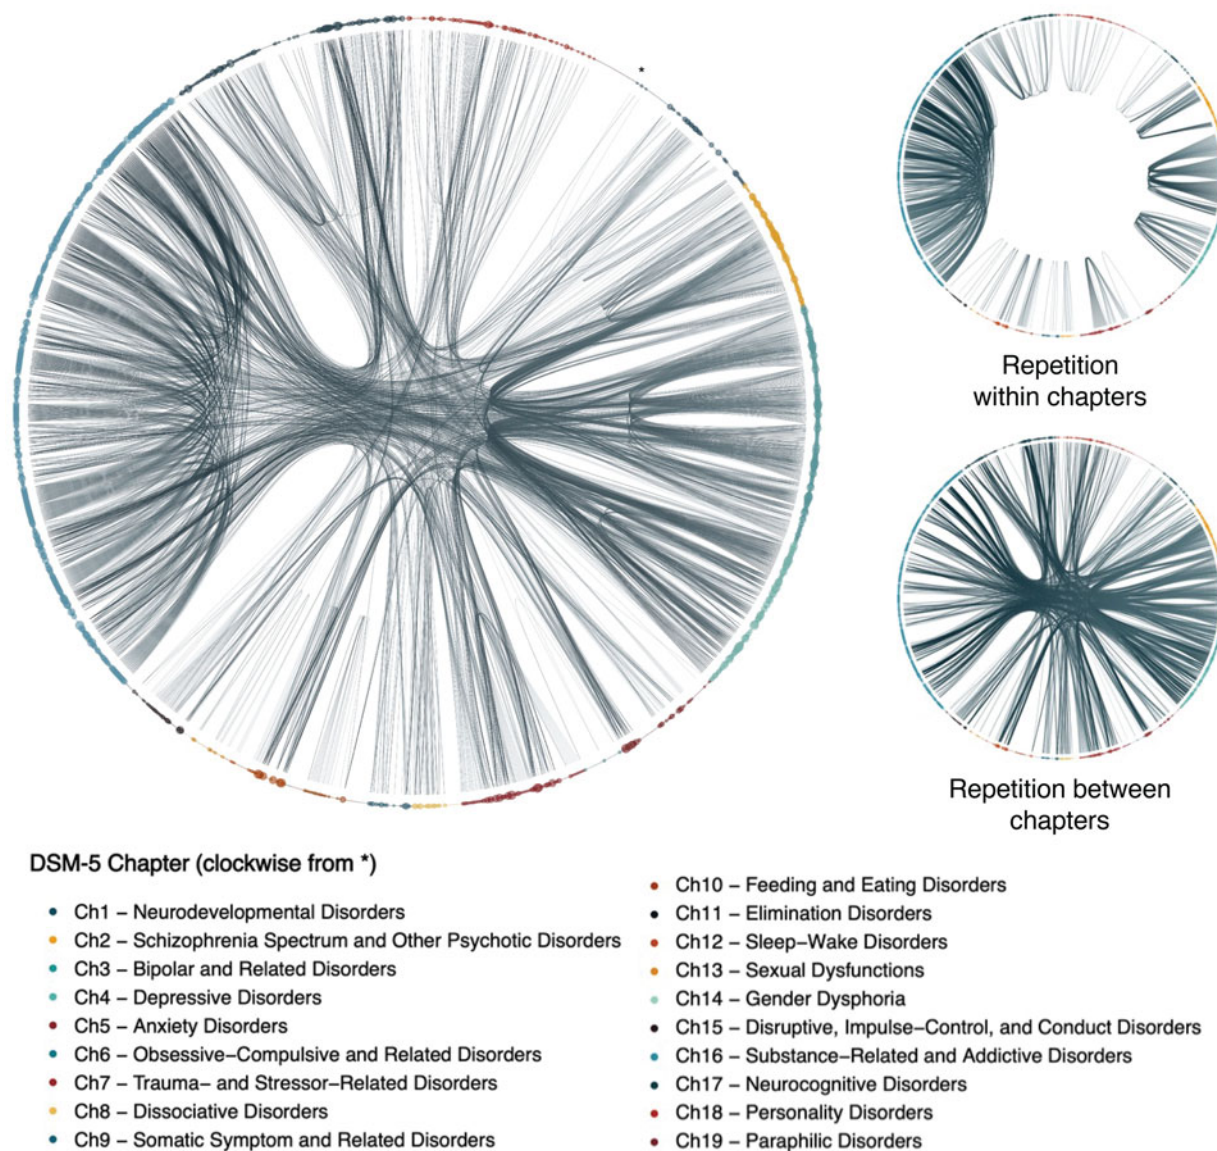 *
Repetition
within chapters
Repetition between
chapters
DSM-5 Chapter (clockwise from *)
Ch1 – Neurodevelopmental Disorders
Ch2 – Schizophrenia Spectrum and Other Psychotic Disorders
Ch3 – Bipolar and Related Disorders
Ch4 – Depressive Disorders
Ch5 – Anxiety Disorders
Ch6 – Obsessive–Compulsive and Related Disorders
Ch7 – Trauma– and Stressor–Related Disorders
Ch8 – Dissociative Disorders
Ch9 – Somatic Symptom and Related Disorders
Ch10 – Feeding and Eating Disorders
Ch11 – Elimination Disorders
Ch12 – Sleep–Wake Disorders
Ch13 – Sexual Dysfunctions
Ch14 – Gender Dysphoria
Ch15 – Disruptive, Impulse–Control, and Conduct Disorders
Ch16 – Substance–Related and Addictive Disorders
Ch17 – Neurocognitive Disorders
Ch18 – Personality Disorders
Ch19 – Paraphilic Disorders